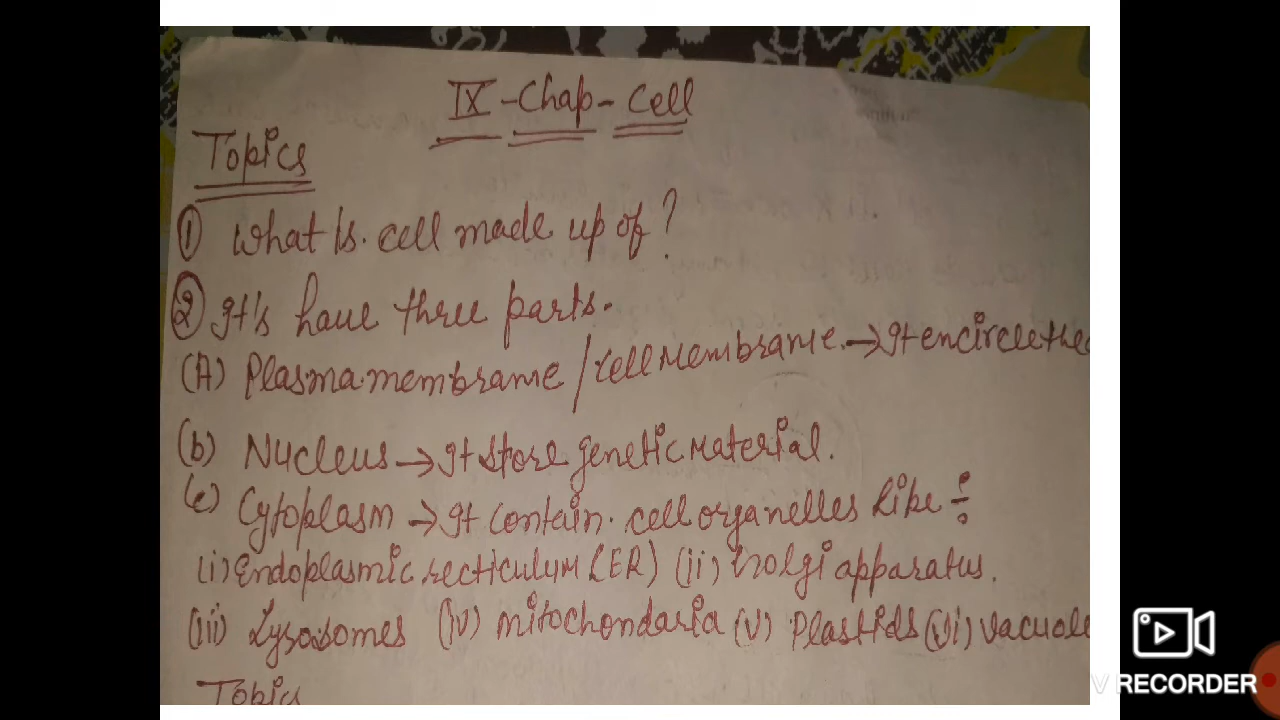 IX - Chap - Cell
Topics
① What is. cell made up of?
② It's have three parts.
(A) Plasma membrane / Cell Membrane. → It encircle the
(b) Nucleus → It store genetic Material.
(c) Cytoplasm → It contain. cell organelles like ÷
(i) Endoplasmic recticulum (ER) (ii) Golgi apparatus.
(iii) Lysosomes (iv) Mitochondaria (v) Plastids (vi) vacuole
Topic
V RECORDER